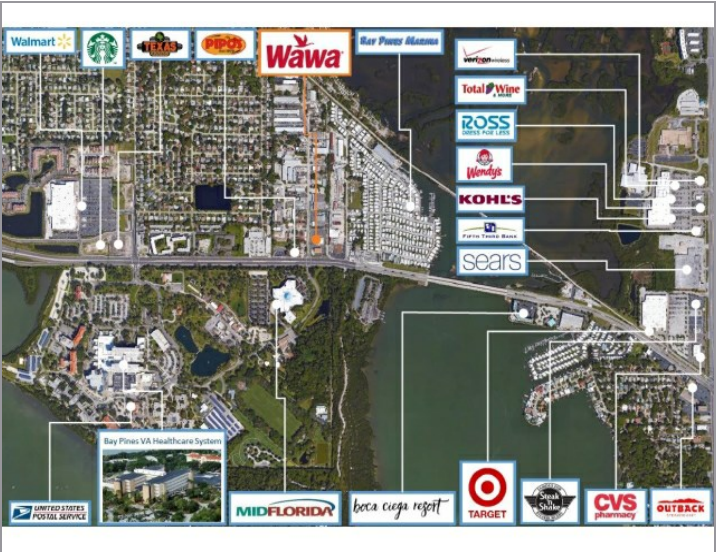 Walmart
TEXAS
PIPO'S
Wawa
BAY PINES MARINA
verizon wireless
Total Wine
& MORE
ROSS
DRESS FOR LESS
Wendy's
KOHL'S
FIFTH THIRD BANK
sears
Bay Pines VA Healthcare System
UNITED STATES
POSTAL SERVICE
MIDFLORIDA
boca ciega resort
TARGET
Steak
'n
Shake
CVS
pharmacy
OUTBACK